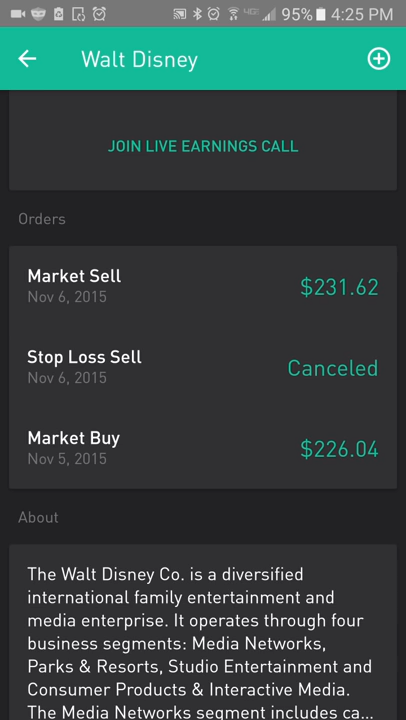 95% 4:25 PM
Walt Disney
JOIN LIVE EARNINGS CALL
Orders
Market Sell
Nov 6, 2015
$231.62
Stop Loss Sell
Nov 6, 2015
Canceled
Market Buy
Nov 5, 2015
$226.04
About
The Walt Disney Co. is a diversified
international family entertainment and
media enterprise. It operates through four
business segments: Media Networks,
Parks & Resorts, Studio Entertainment and
Consumer Products & Interactive Media.
The Media Networks segment includes ca...